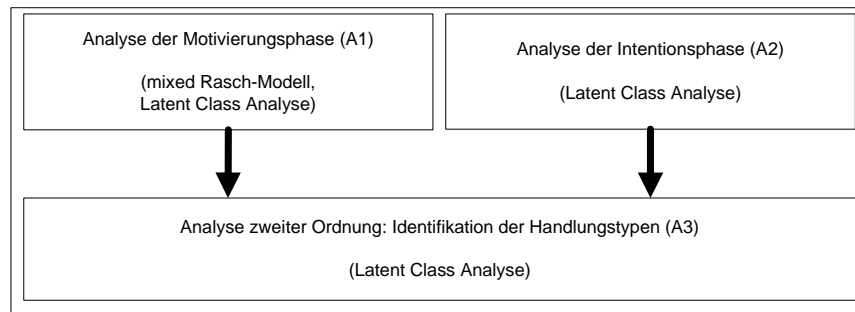 Analyse der Motivierungsphase (A1)
(mixed Rasch-Modell,
Latent Class Analyse)
Analyse der Intentionsphase (A2)
(Latent Class Analyse)
Analyse zweiter Ordnung: Identifikation der Handlungstypen (A3)
(Latent Class Analyse)